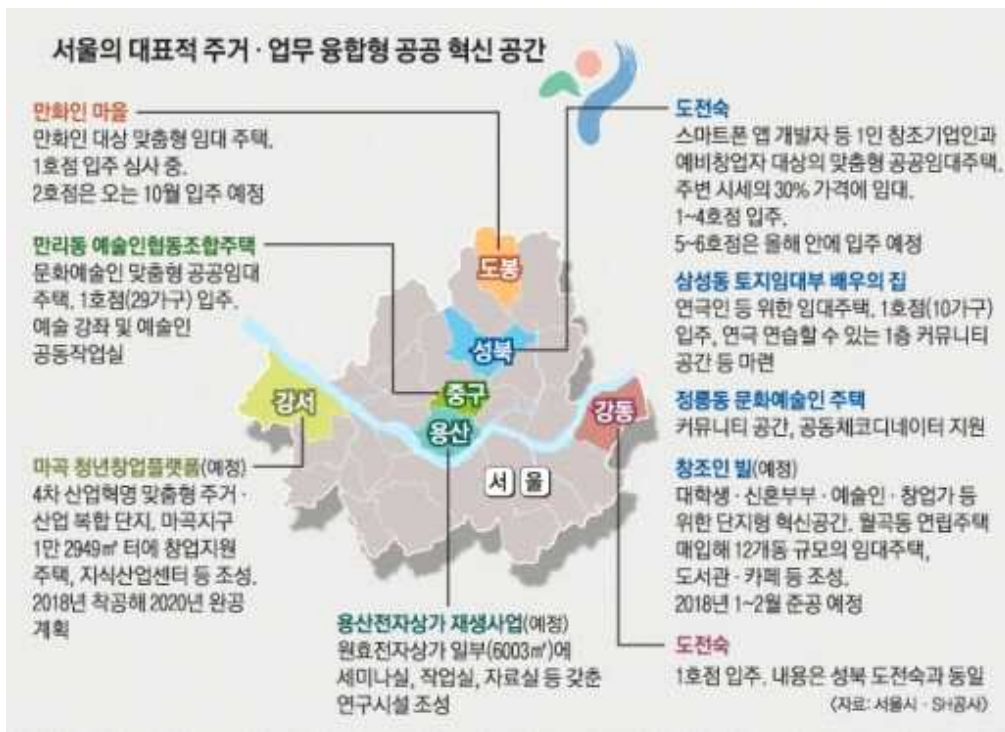 서울의 대표적 주거 · 업무 융합형 공공 혁신 공간
만화인 마을
만화인 대상 맞춤형 임대 주택.
1호점 입주 심사 중.
2호점은 오는 10월 입주 예정
만리동 예술인협동조합주택
문화예술인 맞춤형 공공임대
주택. 1호점(29가구) 입주.
예술 강좌 및 예술인
공동작업실
마곡 청년창업플랫폼(예정)
4차 산업혁명 맞춤형 주거 ·
산업 복합 단지. 마곡지구
1만 2949㎡ 터에 창업지원
주택, 지식산업센터 등 조성.
2018년 착공해 2020년 완공
계획
도봉
성북
중구
용산
강서
강동
서울
용산전자상가 재생사업(예정)
원효전자상가 일부(6003㎡)에
세미나실, 작업실, 자료실 등 갖춘
연구시설 조성
도전숙
스마트폰 앱 개발자 등 1인 창조기업인과
예비창업자 대상의 맞춤형 공공임대주택.
주변 시세의 30% 가격에 임대.
1~4호점 입주.
5~6호점은 올해 안에 입주 예정
삼성동 토지임대부 배우의 집
연극인 등 위한 임대주택. 1호점(10가구)
입주, 연극 연습할 수 있는 1층 커뮤니티
공간 등 마련
정릉동 문화예술인 주택
커뮤니티 공간, 공동체코디네이터 지원
창조인 빌(예정)
대학생 · 신혼부부 · 예술인 · 창업가 등
위한 단지형 혁신공간. 월곡동 연립주택
매입해 12개동 규모의 임대주택,
도서관 · 카페 등 조성.
2018년 1~2월 준공 예정
도전숙
1호점 입주. 내용은 성북 도전숙과 동일
〈자료: 서울시 · SH공사〉